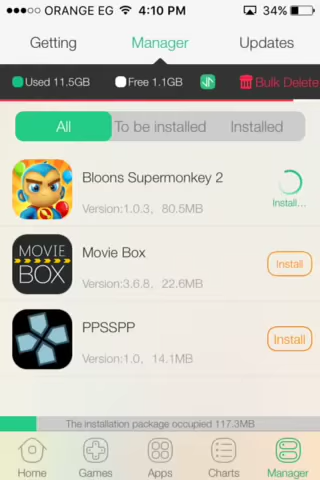 ORANGE EG 4:10 PM 34%
Getting Manager Updates
Used 11.5GB Free 1.1GB Bulk Delete
All To be installed Installed
Bloons Supermonkey 2
Version:1.0.3, 80.5MB
Install...
MOVIE
BOX
Movie Box
Version:3.6.8, 22.6MB
Install
PPSSPP
Version:1.0, 14.1MB
Install
The installation package occupied 117.3MB
Home Games Apps Charts Manager